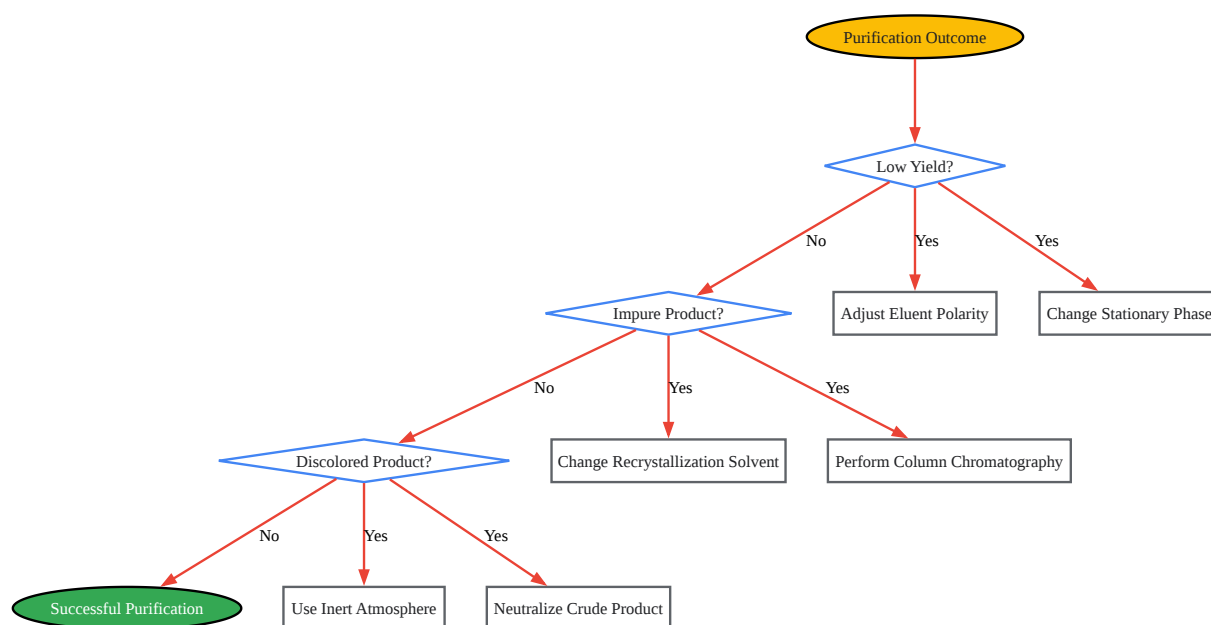 Purification Outcome
Low Yield?
No
Yes
Yes
Impure Product?
Adjust Eluent Polarity
Change Stationary Phase
No
Yes
Yes
Discolored Product?
Change Recrystallization Solvent
Perform Column Chromatography
No
Yes
Yes
Successful Purification
Use Inert Atmosphere
Neutralize Crude Product